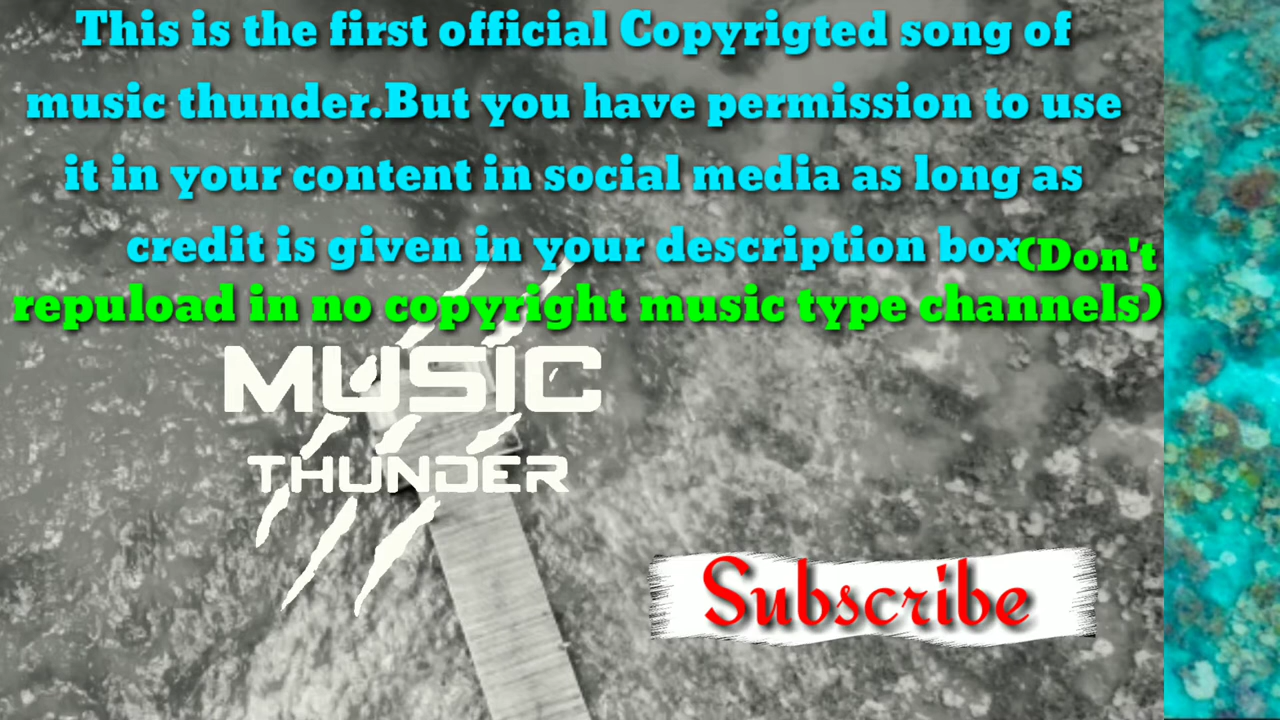 This is the first official Copyrigted song of
music thunder.But you have permission to use
it in your content in social media as long as
credit is given in your description box(Don't
repuload in no copyright music type channels)
MUSIC
THUNDER
Subscribe